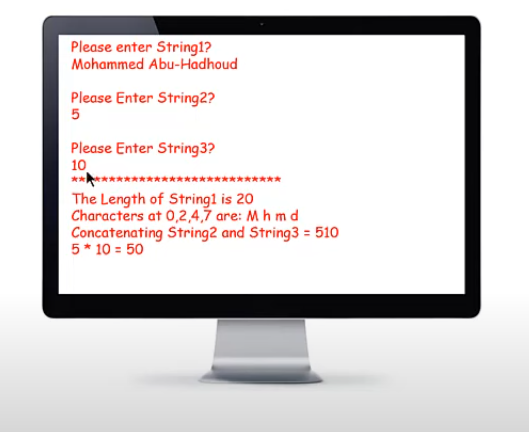 Please enter String1?
Mohammed Abu-Hadhoud
Please Enter String2?
5
Please Enter String3?
10
***************************
The Length of String1 is 20
Characters at 0,2,4,7 are: M h m d
Concatenating String2 and String3 = 510
5 * 10 = 50